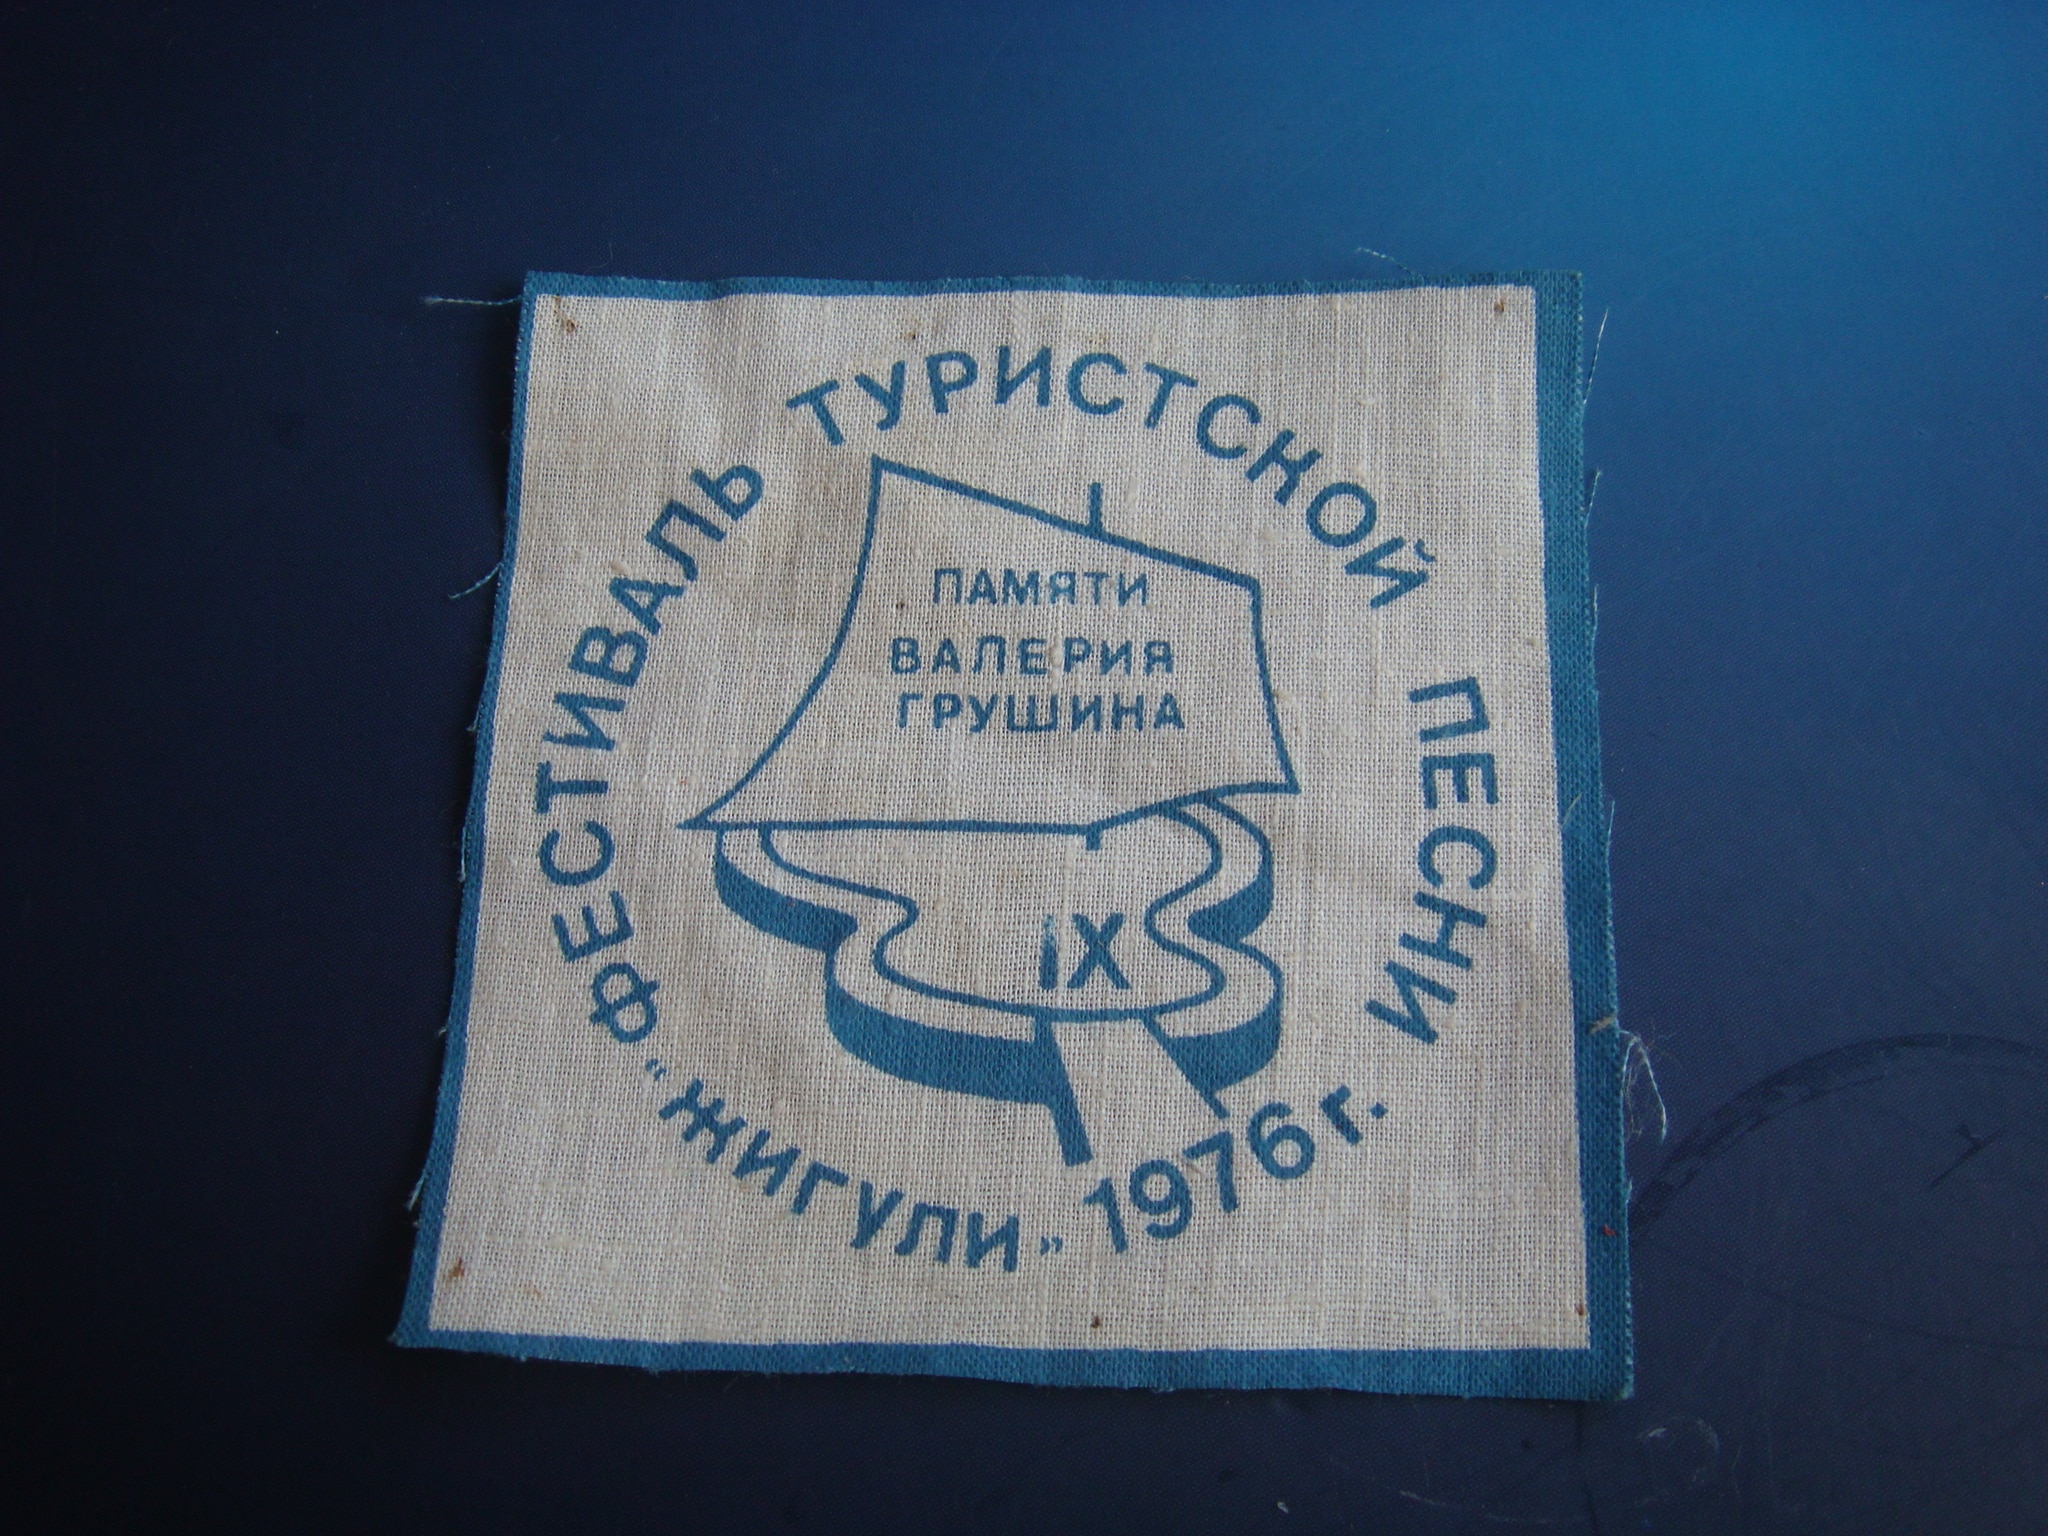 ФЕСТИВАЛЬ ТУРИСТСКОЙ ПЕСНИ
ПАМЯТИ
ВАЛЕРИЯ
ГРУШИНА
IX
„ЖИГУЛИ" 1976 г.